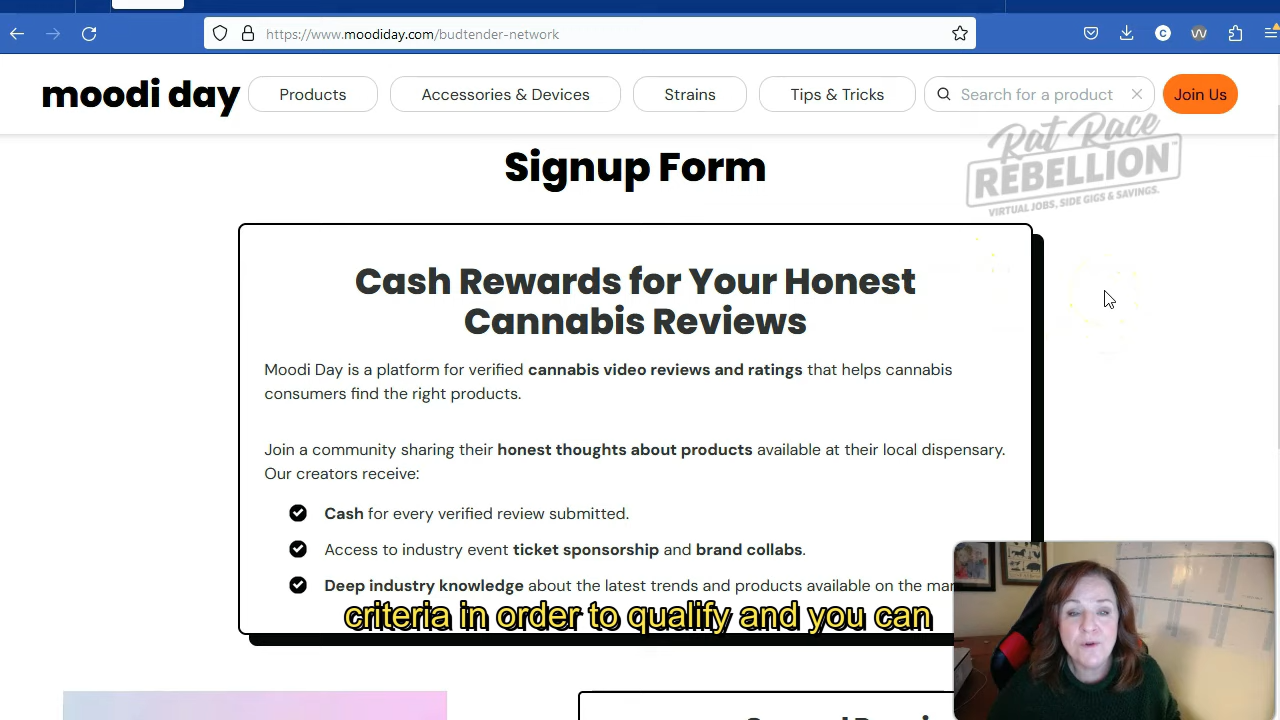 https://www.moodiday.com/budtender-network
moodi day
Products
Accessories & Devices
Strains
Tips & Tricks
Search for a product
Join Us
Rat Race
REBELLION™
VIRTUAL JOBS, SIDE GIGS & SAVINGS.
Signup Form
Cash Rewards for Your Honest
Cannabis Reviews
Moodi Day is a platform for verified cannabis video reviews and ratings that helps cannabis
consumers find the right products.
Join a community sharing their honest thoughts about products available at their local dispensary.
Our creators receive:
Cash for every verified review submitted.
Access to industry event ticket sponsorship and brand collabs.
Deep industry knowledge about the latest trends and products available on the
criteria in order to qualify and you can